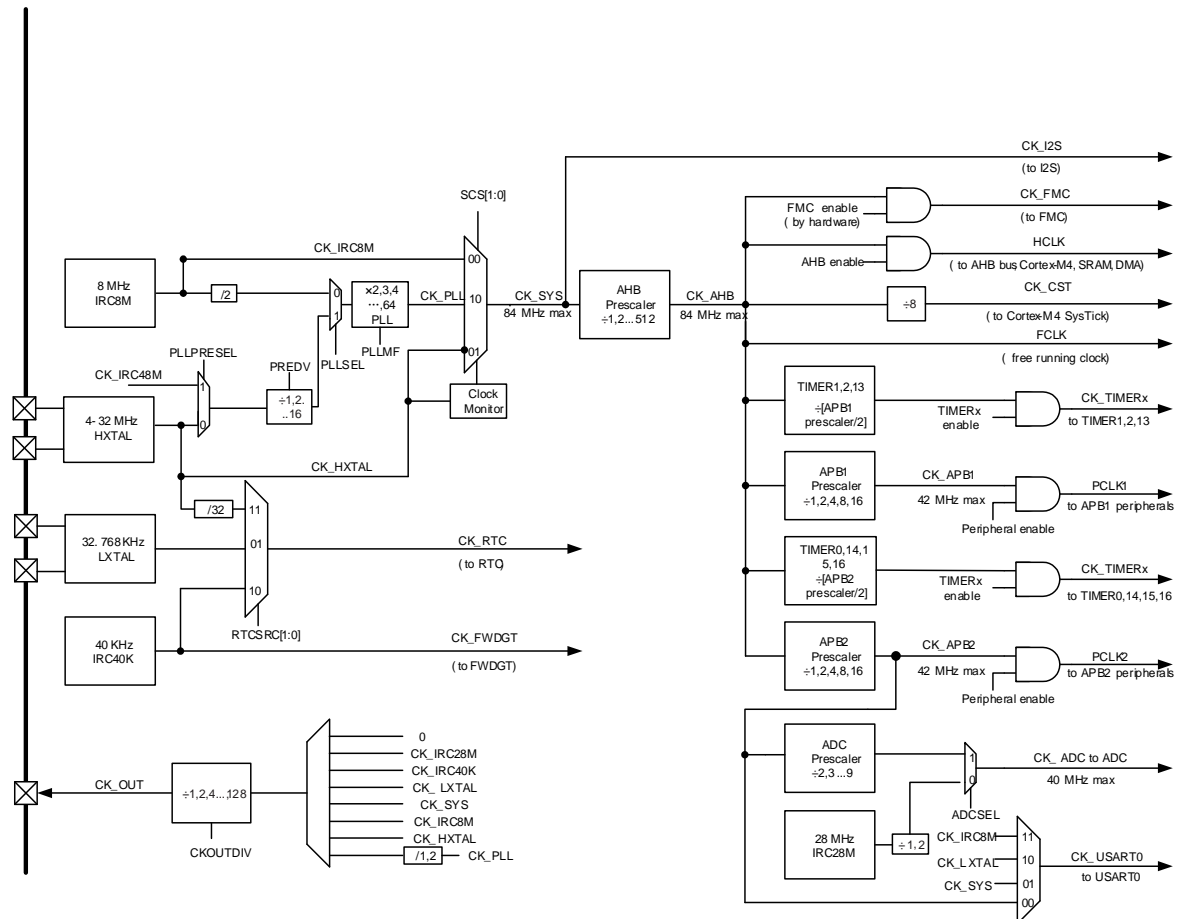 CK_I2S
(to I2S)
SCS[1:0]
FMC enable
( by hardware)
CK_FMC
(to FMC)
CK_IRC8M
00
AHB enable
HCLK
( to AHB bus,Cortex-M4, SRAM,DMA)
8 MHz
IRC8M
/2
0
1
×2,3,4
…,64
PLL
CK_PLL
10
CK_SYS
84 MHz max
AHB
Prescaler
÷1,2...512
CK_AHB
84 MHz max
÷8
CK_CST
(to Cortex-M4 SysTick)
FCLK
( free running clock)
01
PLLPRESEL
PLLSEL
PLLMF
PREDV
CK_IRC48M
1
0
÷1,2.
..16
Clock
Monitor
4-32 MHz
HXTAL
TIMER1,2,13
÷[APB1
prescaler/2]
TIMERx
enable
CK_TIMERx
to TIMER1,2,13
CK_HXTAL
APB1
Prescaler
÷1,2,4,8,16
CK_APB1
42 MHz max
Peripheral enable
PCLK1
to APB1 peripherals
/32
11
32.768KHz
LXTAL
01
CK_RTC
(to RTC)
10
TIMER0,14,1
5,16
÷[APB2
prescaler/2]
TIMERx
enable
CK_TIMERx
to TIMER0,14,15,16
RTCSRC[1:0]
40 KHz
IRC40K
CK_FWDGT
( to FWDGT)
APB2
Prescaler
÷1,2,4,8,16
CK_APB2
42 MHz max
Peripheral enable
PCLK2
to APB2 peripherals
CK_OUT
÷1,2,4...,128
CKOUTDIV
0
CK_IRC28M
CK_IRC40K
CK_LXTAL
CK_SYS
CK_IRC8M
CK_HXTAL
/1,2
CK_PLL
ADC
Prescaler
÷2,3...9
1
0
CK_ADC to ADC
40 MHz max
ADCSEL
28 MHz
IRC28M
÷1,2
CK_IRC8M
11
CK_LXTAL
10
CK_SYS
01
00
CK_USART0
to USART0